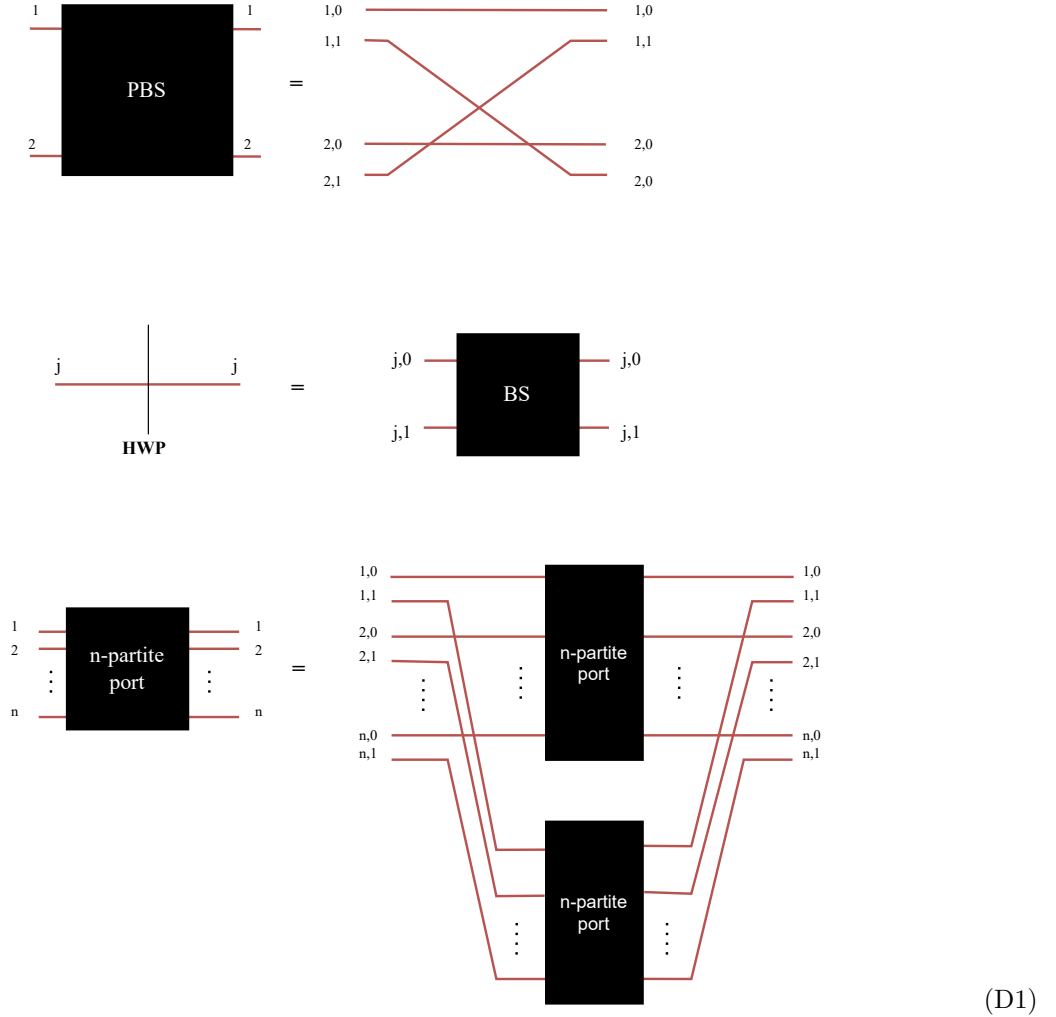 1 1 1,0 1,0
1,1 1,1
PBS =
2 2 2,0 2,0
2,1 2,0
j j = j,0 j,0
BS
j,1 j,1
HWP
1,0 1,0
1,1 1,1
1 1
2 n-partite 2 = 2,0 n-partite 2,0
port port
2,1 2,1
n n n,0 n,0
n,1 n,1
n-partite
port
(D1)